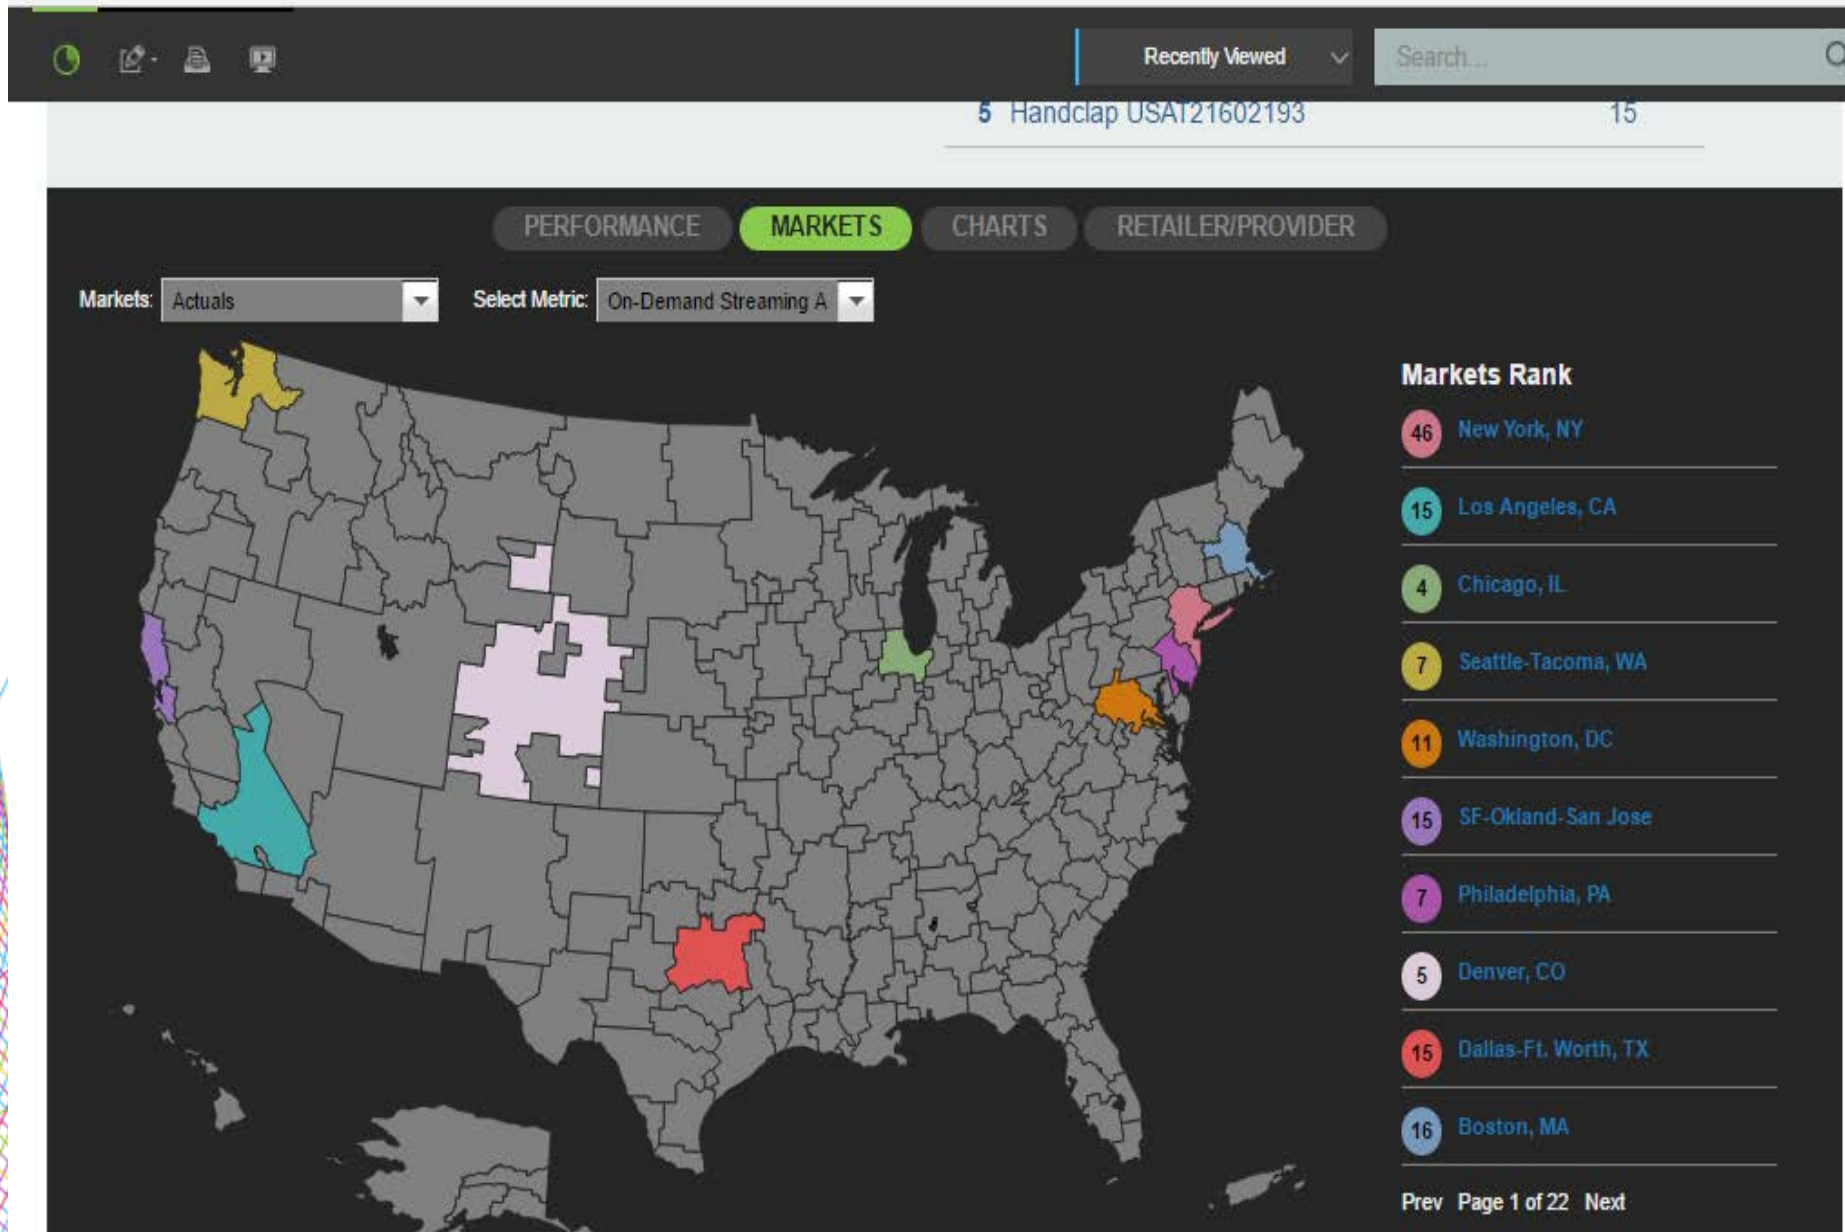 Recently Viewed
Search...
5 Handclap USAT21602193 15
PERFORMANCE MARKETS CHARTS RETAILER/PROVIDER
Markets: Actuals Select Metric: On-Demand Streaming A
Markets Rank
46 New York, NY
15 Los Angeles, CA
4 Chicago, IL
7 Seattle-Tacoma, WA
11 Washington, DC
15 SF-Okland-San Jose
7 Philadelphia, PA
5 Denver, CO
15 Dallas-Ft. Worth, TX
16 Boston, MA
Prev Page 1 of 22 Next